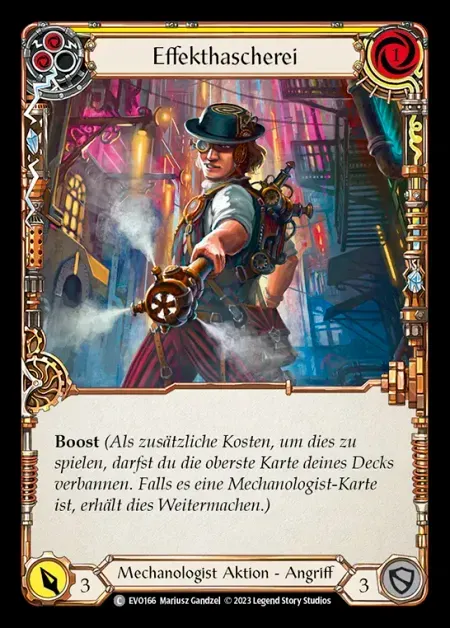 Effekthascherei
1
Boost (Als zusätzliche Kosten, um dies zu
spielen, darfst du die oberste Karte deines Decks
verbannen. Falls es eine Mechanologist-Karte
ist, erhält dies Weitermachen.)
3
Mechanologist Aktion - Angriff
3
C EVO166 Mariusz Gandzel © 2023 Legend Story Studios